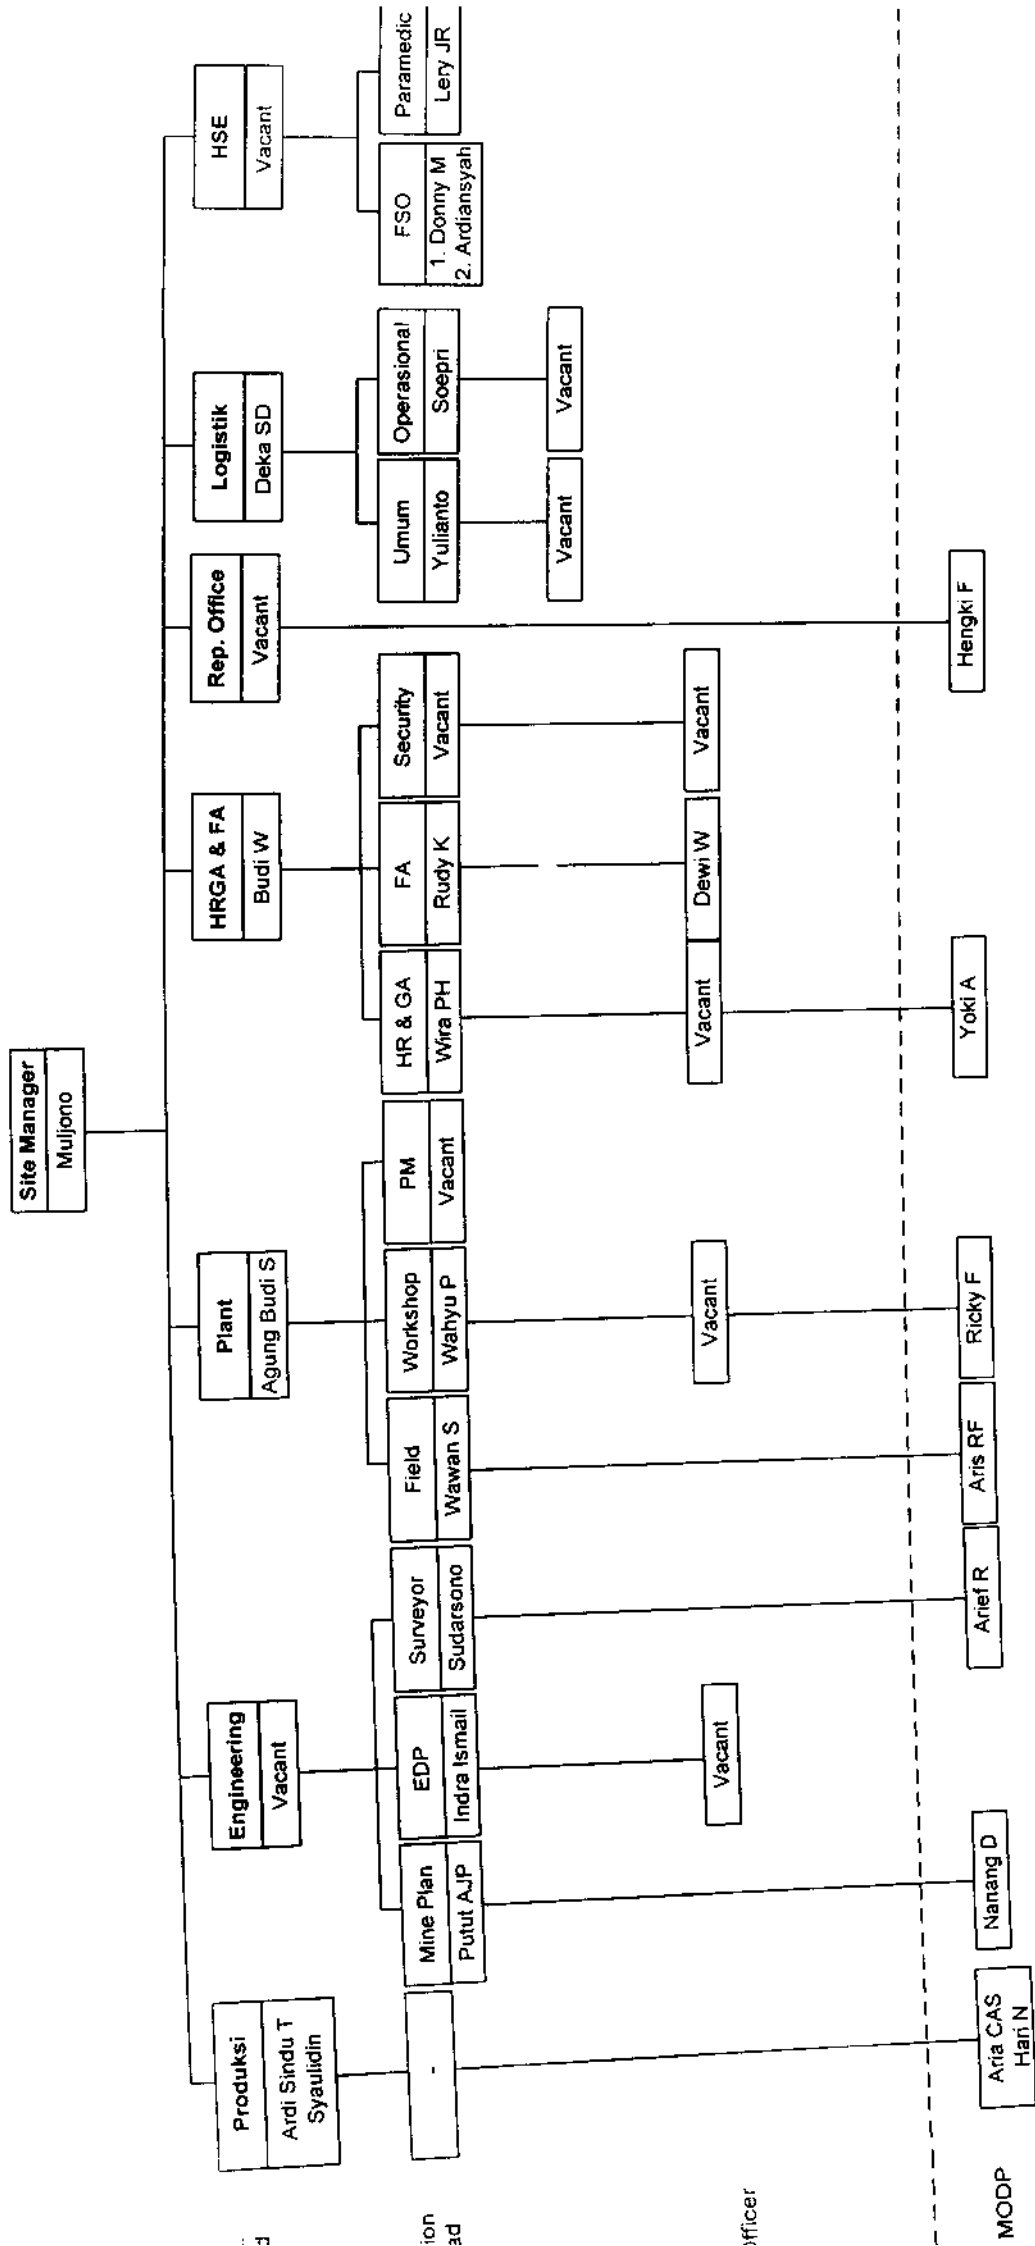 Site Manager
Muljono
Produksi
Ardi Sindu T
Syaulidin
Engineering
Vacant
Plant
Agung Budi S
HRGA & FA
Budi W
Rep. Office
Vacant
Logistik
Deka SD
HSE
Vacant
-
Mine Plan
Putut AJP
EDP
Indra Ismail
Surveyor
Sudarsono
Field
Wawan S
Workshop
Wahyu P
PM
Vacant
HR & GA
Wira PH
FA
Rudy K
Security
Vacant
Umum
Yulianto
Operasional
Soepri
FSO
1. Donny M
2. Ardiansyah
Paramedic
Lery JR
Vacant
Vacant
Vacant
Vacant
Vacant
Dewi W
Vacant
MODP
Aria CAS
Hari N
Nanang D
Arief R
Aris RF
Ricky F
Yoki A
Hengki F